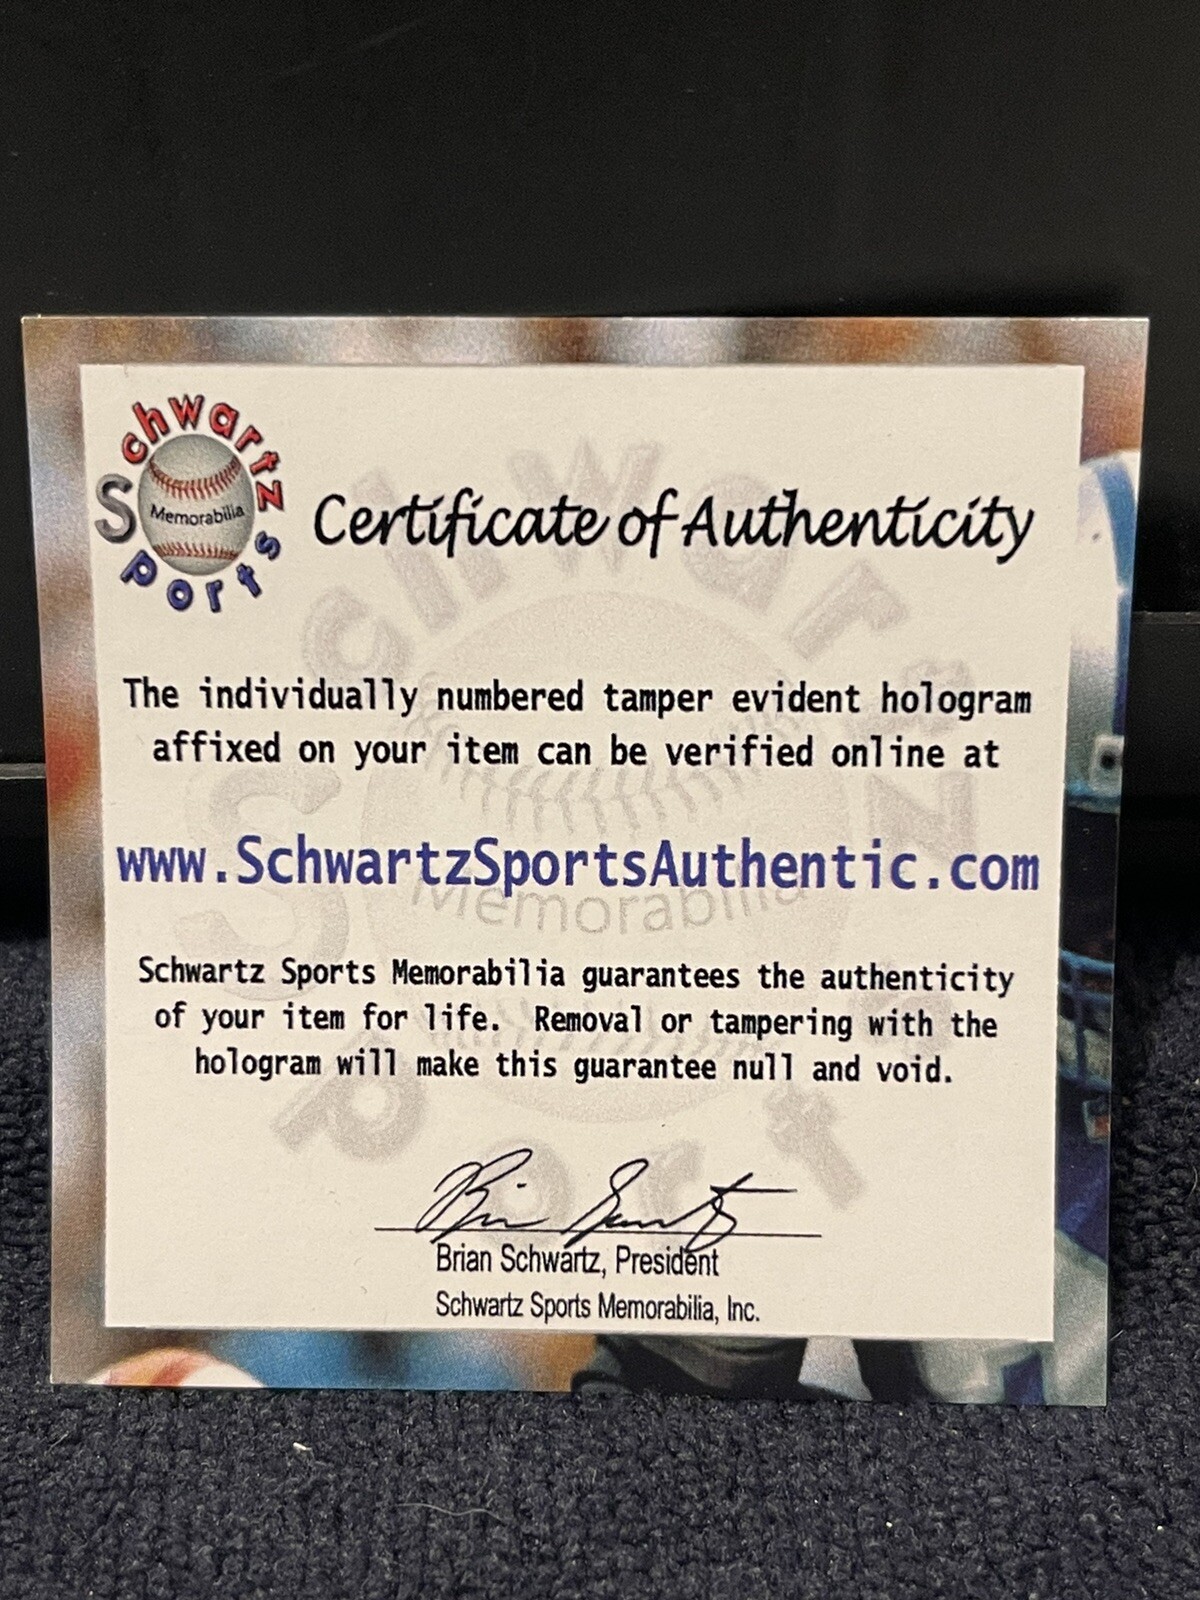 Schwartz
Sports
Memorabilia
Certificate of Authenticity
The individually numbered tamper evident hologram
affixed on your item can be verified online at
www.SchwartzSportsAuthentic.com
Schwartz Sports Memorabilia guarantees the authenticity
of your item for life. Removal or tampering with the
hologram will make this guarantee null and void.
Brian Schwartz, President
Schwartz Sports Memorabilia, Inc.